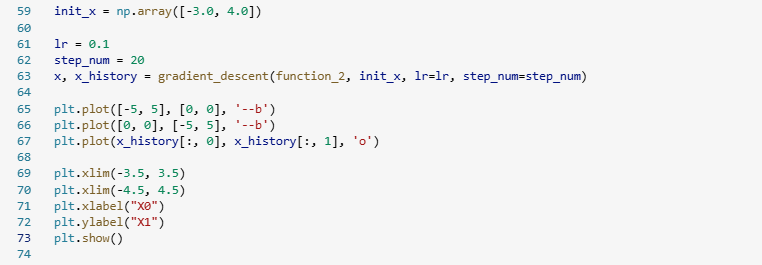 59 init_x = np.array([-3.0, 4.0])
60
61 lr = 0.1
62 step_num = 20
63 x, x_history = gradient_descent(function_2, init_x, lr=lr, step_num=step_num)
64
65 plt.plot([-5, 5], [0, 0], '--b')
66 plt.plot([0, 0], [-5, 5], '--b')
67 plt.plot(x_history[:, 0], x_history[:, 1], 'o')
68
69 plt.xlim(-3.5, 3.5)
70 plt.xlim(-4.5, 4.5)
71 plt.xlabel("X0")
72 plt.ylabel("X1")
73 plt.show()
74